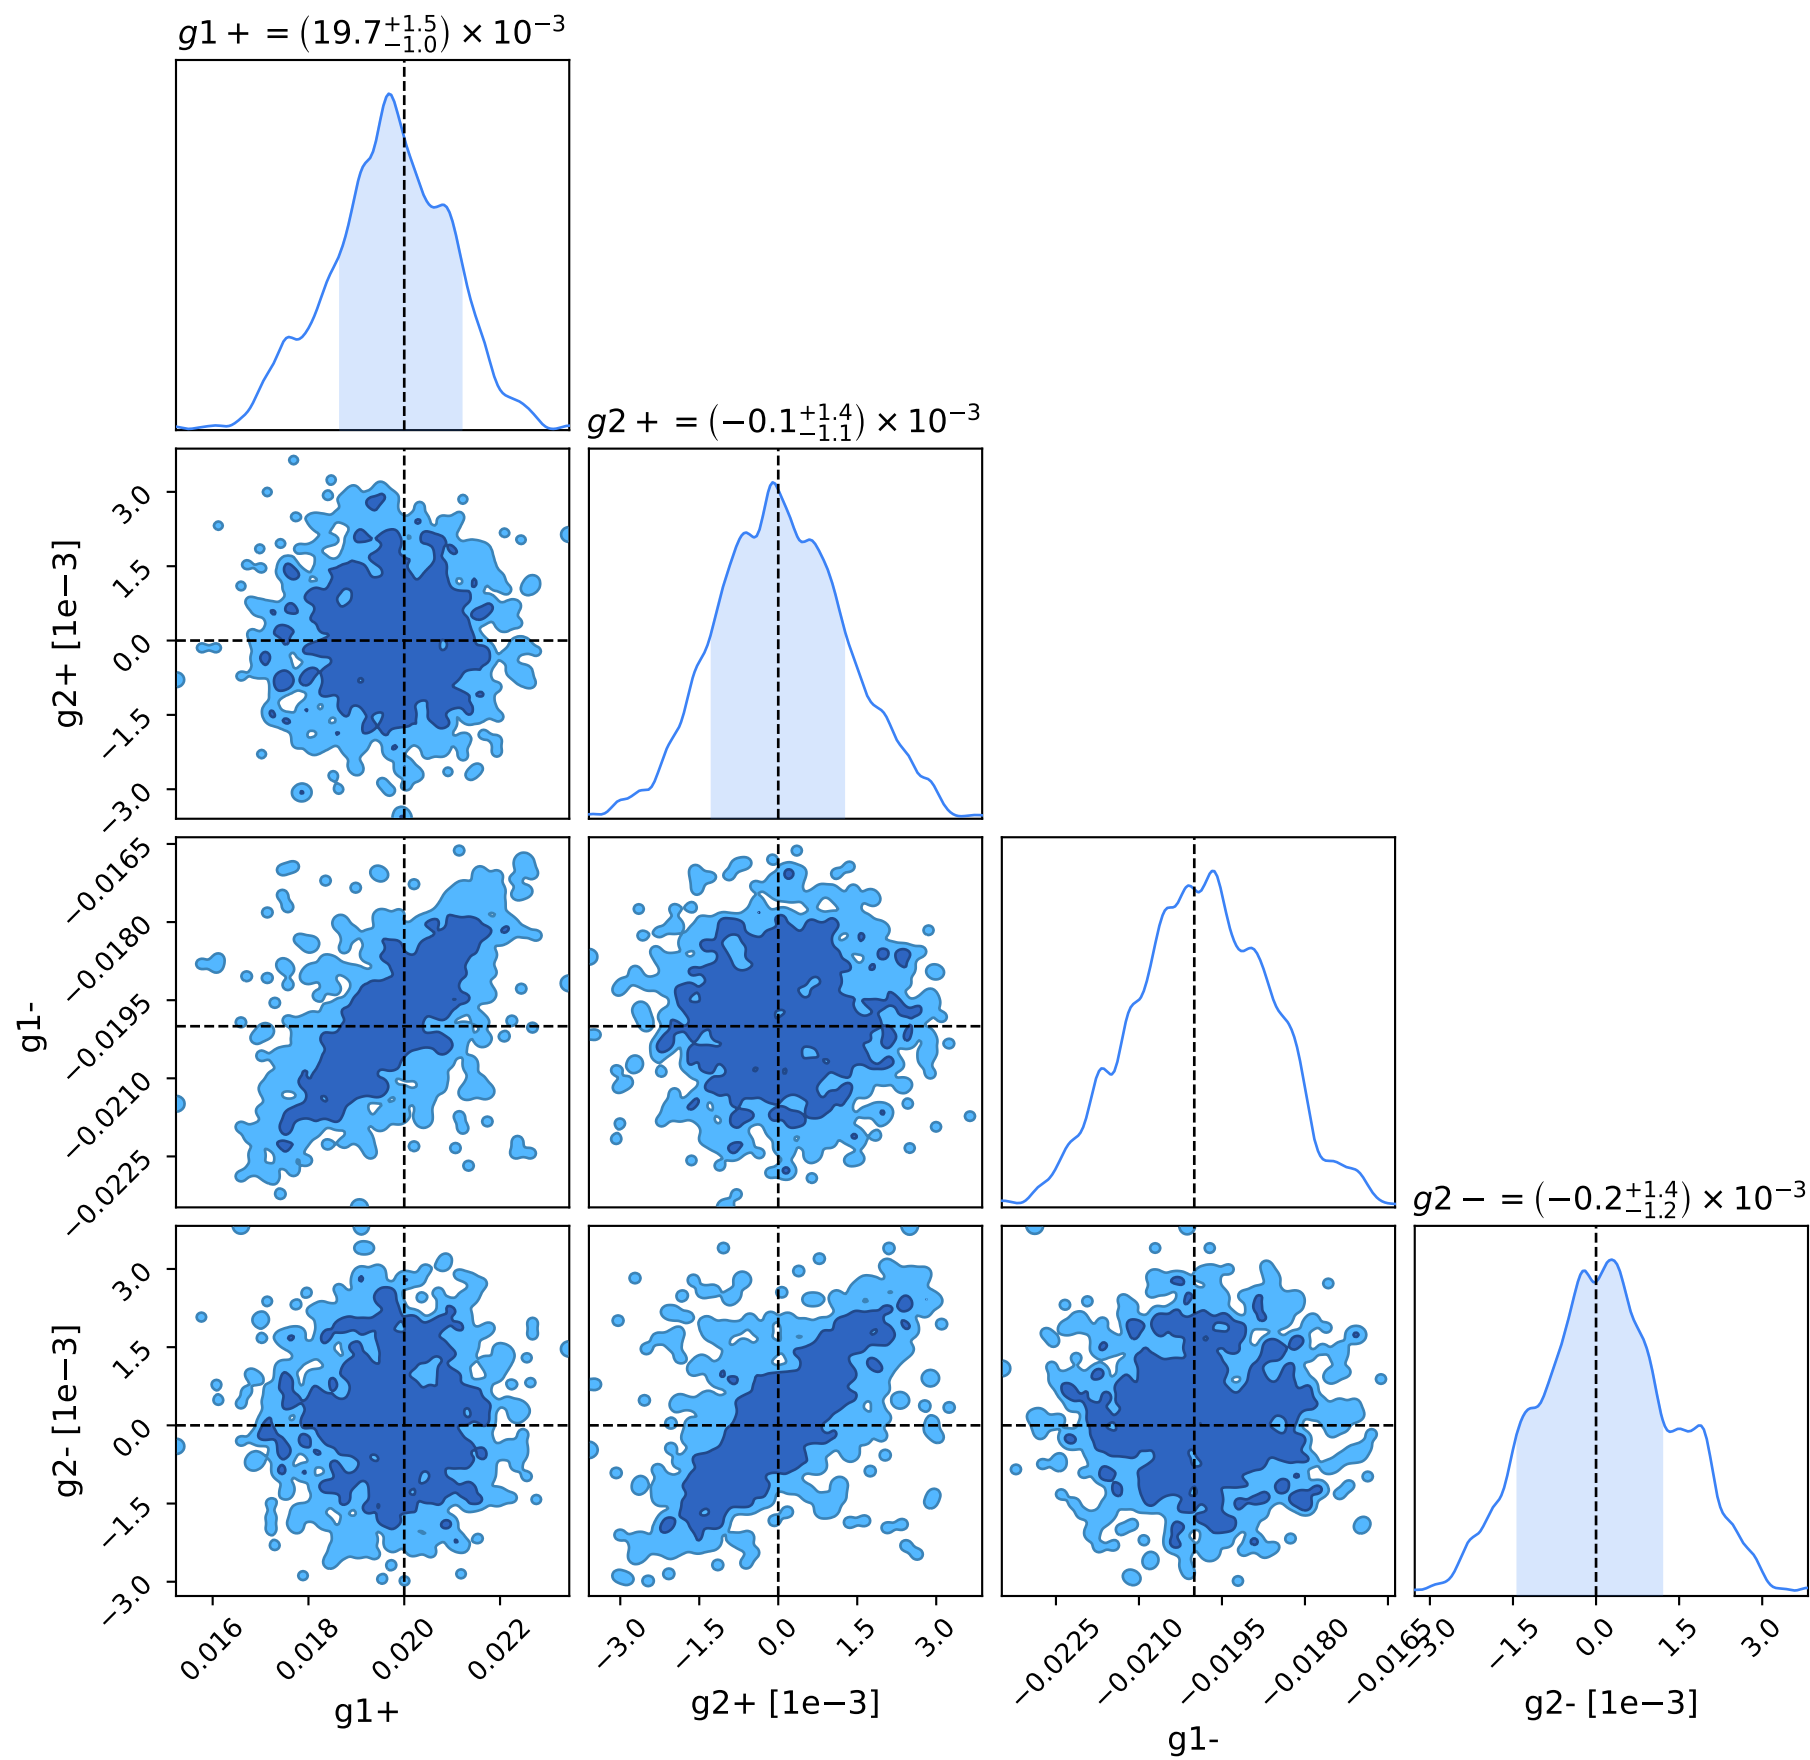 g1+ = (19.7^{+1.5}_{−1.0}) × 10^{−3}
g2+ = (−0.1^{+1.4}_{−1.1}) × 10^{−3}
3.0
1.5
0.0
−1.5
−3.0
g2+ [1e−3]
−0.0165
−0.0180
−0.0195
−0.0210
−0.0225
g1-
g2− = (−0.2^{+1.4}_{−1.2}) × 10^{−3}
3.0
1.5
0.0
−1.5
−3.0
g2- [1e−3]
0.016 0.018 0.020 0.022
g1+
−3.0 −1.5 0.0 1.5 3.0
g2+ [1e−3]
−0.0225 −0.0210 −0.0195 −0.0180 −0.0165
g1-
−3.0 −1.5 0.0 1.5 3.0
g2- [1e−3]